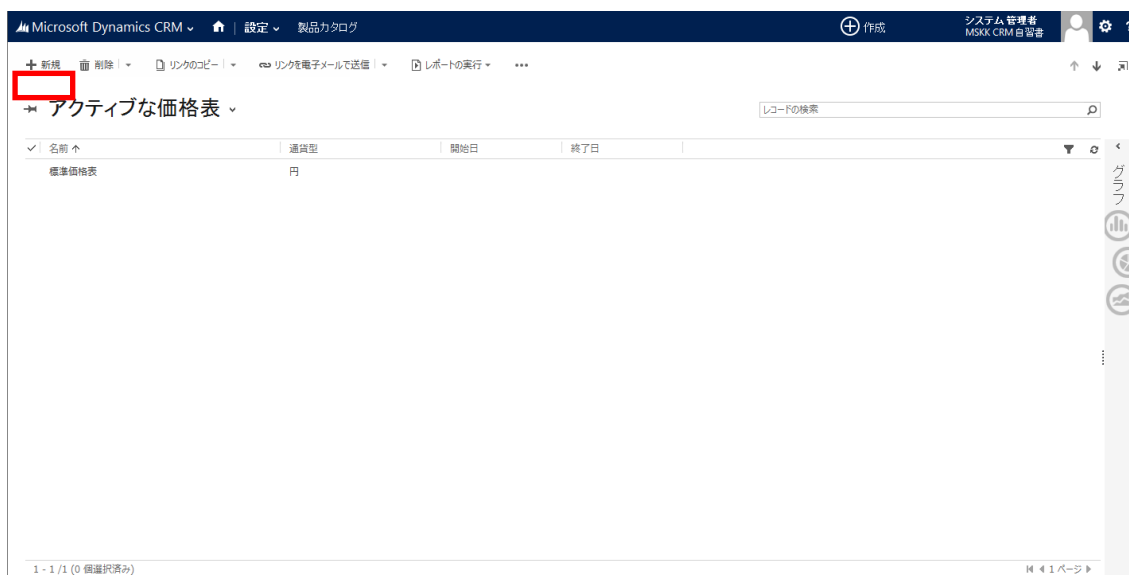 Microsoft Dynamics CRM 設定 製品カタログ 作成 システム 管理者
MSKK CRM 自習書
新規 削除 リンクのコピー リンクを電子メールで送信 レポートの実行 •••
アクティブな価格表 レコードの検索
名前 通貨型 開始日 終了日
標準価格表 円
グラフ
1 - 1 /1 (0 個選択済み) 1 ページ